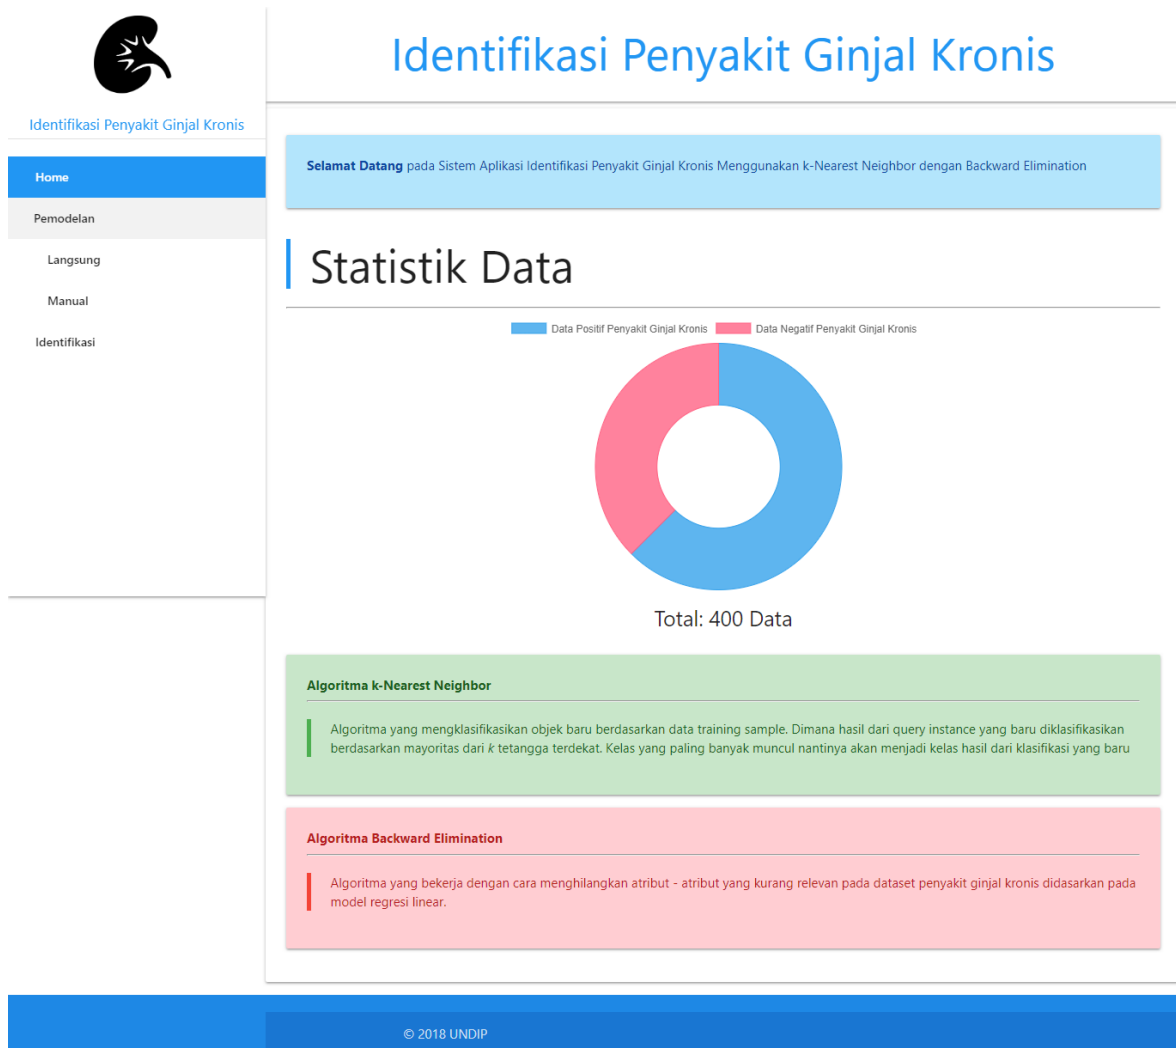 Identifikasi Penyakit Ginjal Kronis
Identifikasi Penyakit Ginjal Kronis
Home
Pemodelan
Langsung
Manual
Identifikasi
Selamat Datang pada Sistem Aplikasi Identifikasi Penyakit Ginjal Kronis Menggunakan k-Nearest Neighbor dengan Backward Elimination
Statistik Data
Data Positif Penyakit Ginjal Kronis Data Negatif Penyakit Ginjal Kronis
Total: 400 Data
Algoritma k-Nearest Neighbor
Algoritma yang mengklasifikasikan objek baru berdasarkan data training sample. Dimana hasil dari query instance yang baru diklasifikasikan
berdasarkan mayoritas dari k tetangga terdekat. Kelas yang paling banyak muncul nantinya akan menjadi kelas hasil dari klasifikasi yang baru
Algoritma Backward Elimination
Algoritma yang bekerja dengan cara menghilangkan atribut - atribut yang kurang relevan pada dataset penyakit ginjal kronis didasarkan pada
model regresi linear.
© 2018 UNDIP